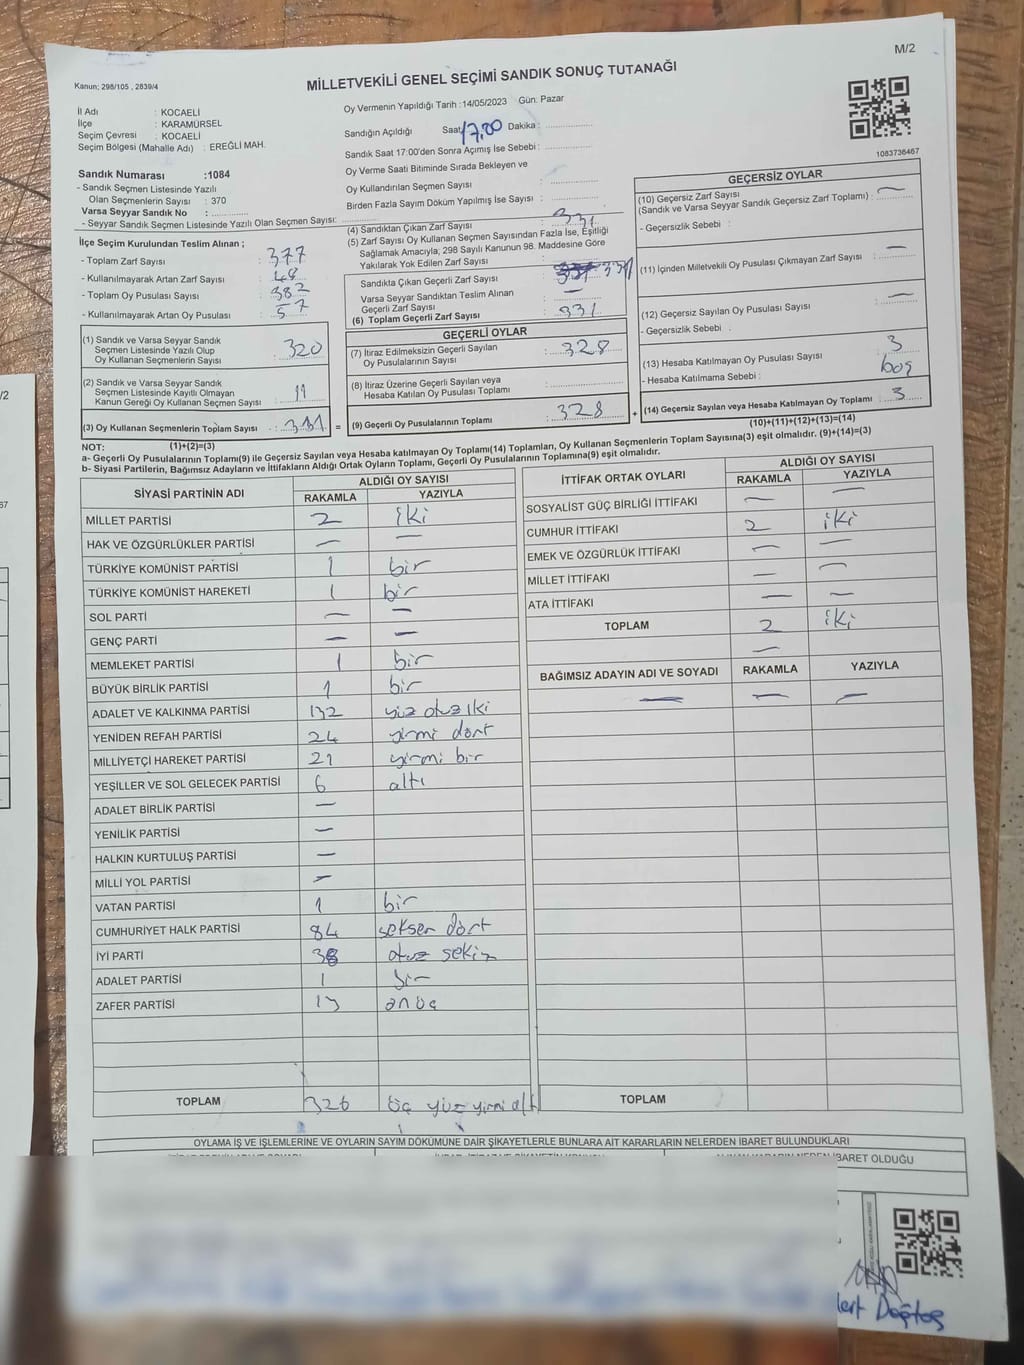 M/2
Kanun; 298/105 , 2839/4
MİLLETVEKİLİ GENEL SEÇİMİ SANDIK SONUÇ TUTANAĞI
İl Adı : KOCAELİ
İlçe : KARAMÜRSEL
Seçim Çevresi : KOCAELİ
Seçim Bölgesi (Mahalle Adı) : EREĞLİ MAH.
Sandık Numarası :1084
- Sandık Seçmen Listesinde Yazılı
Olan Seçmenlerin Sayısı : 370
Varsa Seyyar Sandık No :
- Seyyar Sandık Seçmen Listesinde Yazılı Olan Seçmen Sayısı:
Oy Vermenin Yapıldığı Tarih :14/05/2023 Gün: Pazar
Sandığın Açıldığı Saat 17.00 Dakika :
Sandık Saat 17:00'den Sonra Açılmış İse Sebebi :
Oy Verme Saati Bitiminde Sırada Bekleyen ve
Oy Kullandırılan Seçmen Sayısı :
Birden Fazla Sayım Döküm Yapılmış İse Sayısı :
1083736467
İlçe Seçim Kurulundan Teslim Alınan ;
- Toplam Zarf Sayısı : 377
- Kullanılmayarak Artan Zarf Sayısı : 48
- Toplam Oy Pusulası Sayısı : 382
- Kullanılmayarak Artan Oy Pusulası : 57
(1) Sandık ve Varsa Seyyar Sandık
Seçmen Listesinde Yazılı Olup
Oy Kullanan Seçmenlerin Sayısı : 320
(2) Sandık ve Varsa Seyyar Sandık
Seçmen Listesinde Kayıtlı Olmayan
Kanun Gereği Oy Kullanan Seçmen Sayısı : 11
(3) Oy Kullanan Seçmenlerin Toplam Sayısı : 331 =
(1)+(2)=(3)
(4) Sandıktan Çıkan Zarf Sayısı : 331
(5) Zarf Sayısı Oy Kullanan Seçmen Sayısından Fazla İse, Eşitliği
Sağlamak Amacıyla; 298 Sayılı Kanunun 98. Maddesine Göre
Yakılarak Yok Edilen Zarf Sayısı :
Sandıkta Çıkan Geçerli Zarf Sayısı : 331
Varsa Seyyar Sandıktan Teslim Alınan
Geçerli Zarf Sayısı : —
(6) Toplam Geçerli Zarf Sayısı : 331
GEÇERLİ OYLAR
(7) İtiraz Edilmeksizin Geçerli Sayılan
Oy Pusulalarının Sayısı : 328
(8) İtiraz Üzerine Geçerli Sayılan veya
Hesaba Katılan Oy Pusulası Toplamı :
(9) Geçerli Oy Pusulalarının Toplamı : 328 +
GEÇERSİZ OYLAR
(10) Geçersiz Zarf Sayısı
(Sandık ve Varsa Seyyar Sandık Geçersiz Zarf Toplamı) : —
- Geçersizlik Sebebi :
(11) İçinden Milletvekili Oy Pusulası Çıkmayan Zarf Sayısı : —
(12) Geçersiz Sayılan Oy Pusulası Sayısı : —
- Geçersizlik Sebebi :
(13) Hesaba Katılmayan Oy Pusulası Sayısı : 3
- Hesaba Katılmama Sebebi : boş
(14) Geçersiz Sayılan veya Hesaba Katılmayan Oy Toplamı : 3
(10)+(11)+(12)+(13)=(14)
NOT:
a- Geçerli Oy Pusulalarının Toplamı(9) ile Geçersiz Sayılan veya Hesaba katılmayan Oy Toplamı(14) Toplamları, Oy Kullanan Seçmenlerin Toplam Sayısına(3) eşit olmalıdır. (9)+(14)=(3)
b- Siyasi Partilerin, Bağımsız Adayların ve İttifakların Aldığı Ortak Oyların Toplamı, Geçerli Oy Pusulalarının Toplamına(9) eşit olmalıdır.
SİYASİ PARTİNİN ADI ALDIĞI OY SAYISI
RAKAMLA YAZIYLA
MİLLET PARTİSİ 2 iki
HAK VE ÖZGÜRLÜKLER PARTİSİ — —
TÜRKİYE KOMÜNİST PARTİSİ 1 bir
TÜRKİYE KOMÜNİST HAREKETİ 1 bir
SOL PARTİ — —
GENÇ PARTİ — —
MEMLEKET PARTİSİ 1 bir
BÜYÜK BİRLİK PARTİSİ 1 bir
ADALET VE KALKINMA PARTİSİ 132 yüz otuz iki
YENİDEN REFAH PARTİSİ 24 yirmi dört
MİLLİYETÇİ HAREKET PARTİSİ 21 yirmi bir
YEŞİLLER VE SOL GELECEK PARTİSİ 6 altı
ADALET BİRLİK PARTİSİ —
YENİLİK PARTİSİ —
HALKIN KURTULUŞ PARTİSİ —
MİLLİ YOL PARTİSİ —
VATAN PARTİSİ 1 bir
CUMHURİYET HALK PARTİSİ 84 seksen dört
İYİ PARTİ 38 otuz sekiz
ADALET PARTİSİ 1 bir
ZAFER PARTİSİ 13 on üç
TOPLAM 326 üç yüz yirmi altı
İTTİFAK ORTAK OYLARI ALDIĞI OY SAYISI
RAKAMLA YAZIYLA
SOSYALİST GÜÇ BİRLİĞİ İTTİFAKI — —
CUMHUR İTTİFAKI 2 iki
EMEK VE ÖZGÜRLÜK İTTİFAKI — —
MİLLET İTTİFAKI — —
ATA İTTİFAKI — —
TOPLAM 2 iki
—
BAĞIMSIZ ADAYIN ADI VE SOYADI RAKAMLA YAZIYLA
— — —
TOPLAM
OYLAMA İŞ VE İŞLEMLERİNE VE OYLARIN SAYIM DÖKÜMÜNE DAİR ŞİKAYETLERLE BUNLARA AİT KARARLARIN NELERDEN İBARET BULUNDUKLARI
İBARET OLDUĞU